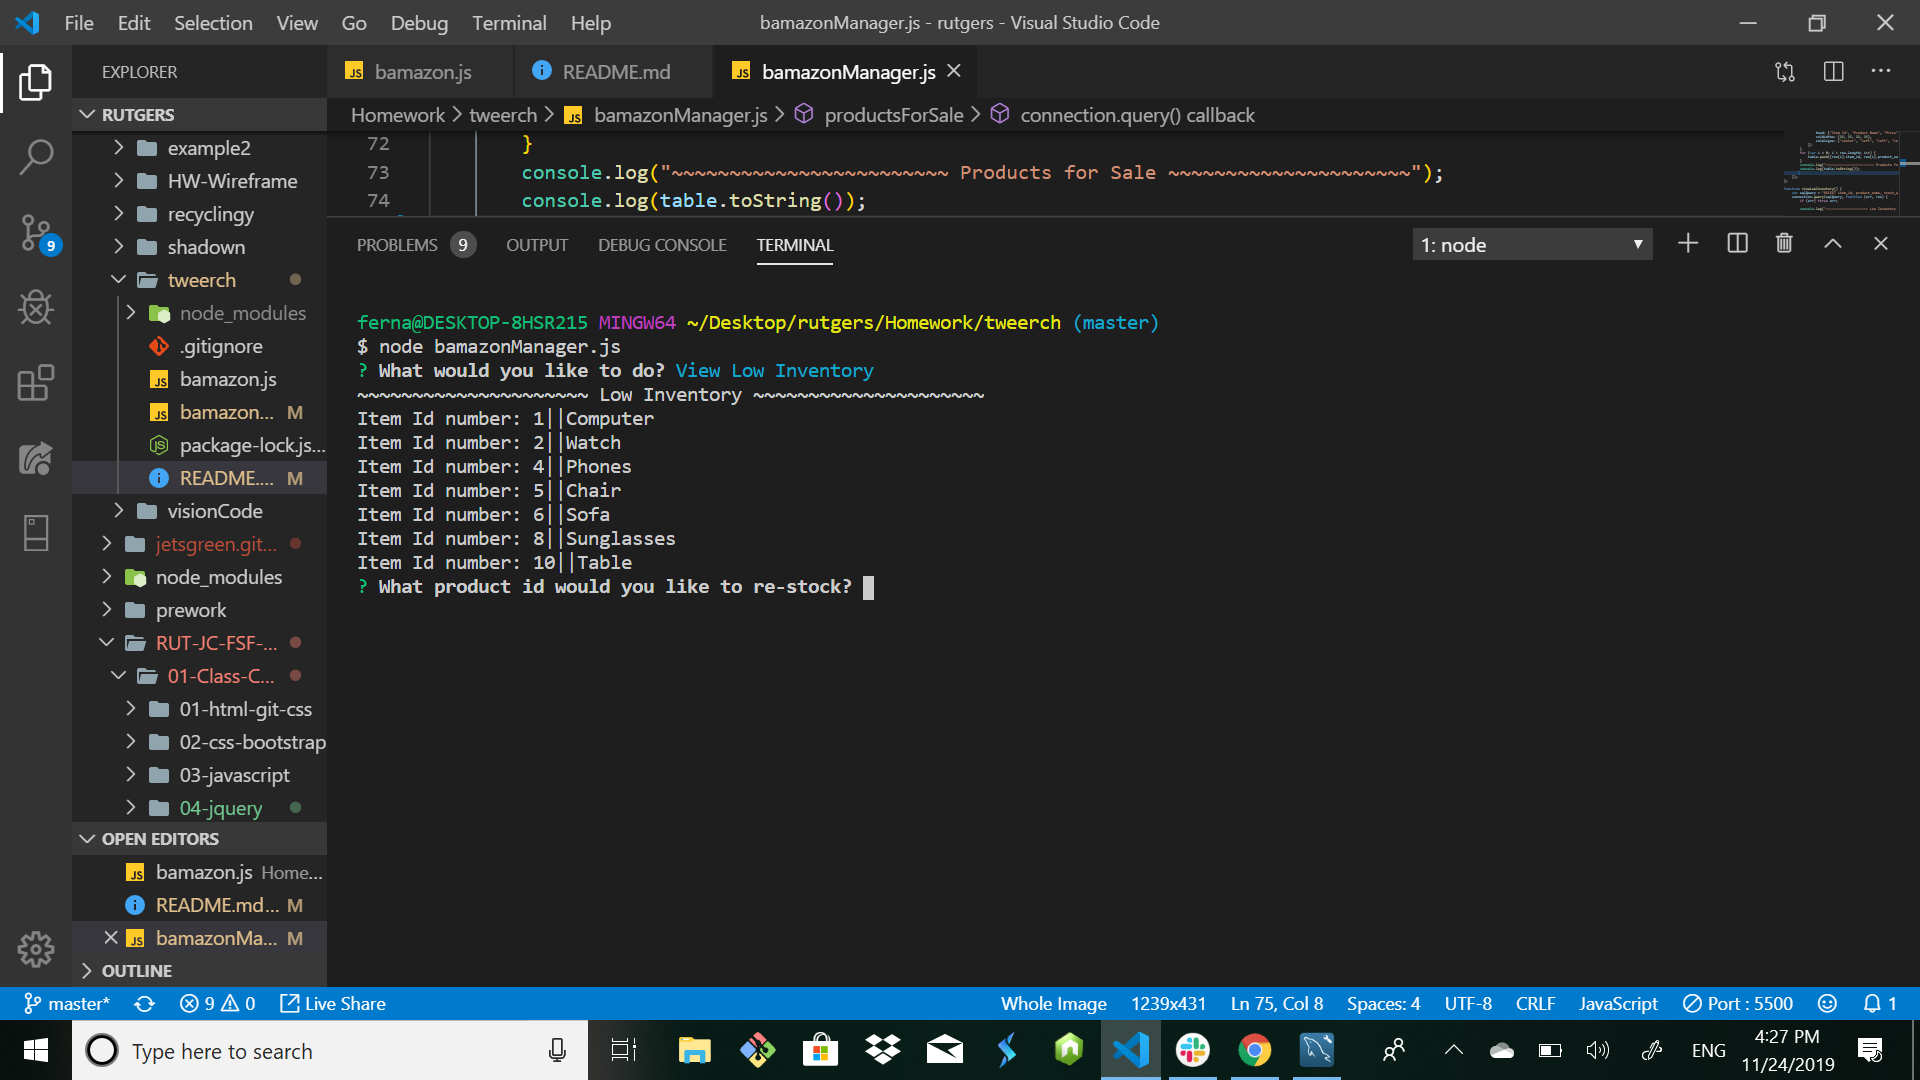 File Edit Selection View Go Debug Terminal Help
bamazonManager.js - rutgers - Visual Studio Code
EXPLORER
RUTGERS
example2
HW-Wireframe
recyclingy
shadown
tweerch
node_modules
.gitignore
bamazon.js
bamazon... M
package-lock.js...
README.... M
visionCode
jetsgreen.git...
node_modules
prework
RUT-JC-FSF-...
01-Class-C...
01-html-git-css
02-css-bootstrap
03-javascript
04-jquery
OPEN EDITORS
bamazon.js Home...
README.md... M
bamazonMa... M
OUTLINE
9
bamazon.js README.md bamazonManager.js
Homework > tweerch > bamazonManager.js > productsForSale > connection.query() callback
72 }
73 console.log("~~~~~~~~~~~~~~~~~~~~~~~~ Products for Sale ~~~~~~~~~~~~~~~~~~~~~");
74 console.log(table.toString());
PROBLEMS 9 OUTPUT DEBUG CONSOLE TERMINAL
1: node
ferna@DESKTOP-8HSR215 MINGW64 ~/Desktop/rutgers/Homework/tweerch (master)
$ node bamazonManager.js
? What would you like to do? View Low Inventory
~~~~~~~~~~~~~~~~~~~~~ Low Inventory ~~~~~~~~~~~~~~~~~~~~~
Item Id number: 1||Computer
Item Id number: 2||Watch
Item Id number: 4||Phones
Item Id number: 5||Chair
Item Id number: 6||Sofa
Item Id number: 8||Sunglasses
Item Id number: 10||Table
? What product id would you like to re-stock?
master* 9 0 Live Share
Whole Image 1239x431 Ln 75, Col 8 Spaces: 4 UTF-8 CRLF JavaScript Port : 5500 1
Type here to search
ENG
4:27 PM
11/24/2019